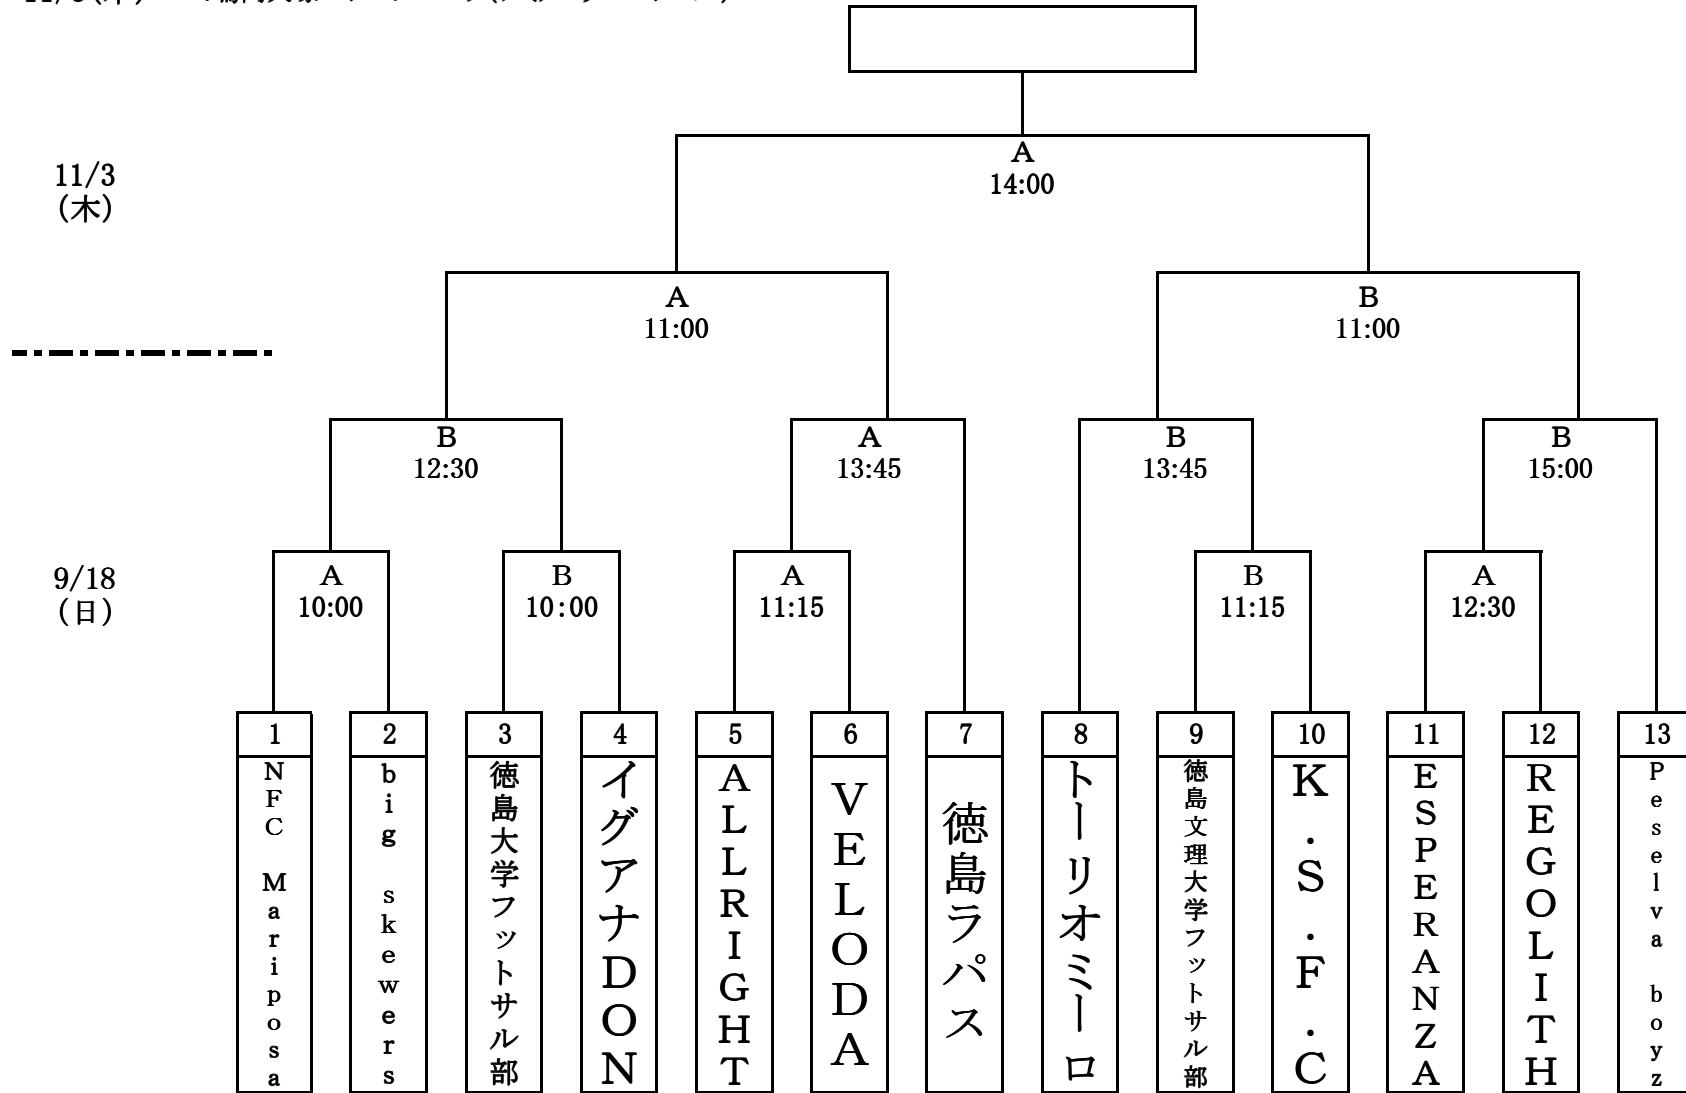 A
14:00
11/3
(木)
A
11:00
B
11:00
B
12:30
A
13:45
B
13:45
B
15:00
9/18
(日)
A
10:00
B
10:00
A
11:15
B
11:15
A
12:30
1
NFC Mariposa
2
big skewers
3
徳島大学フットサル部
4
イグアナDON
5
ALLRIGHT
6
VELODA
7
徳島ラパス
8
トーリオミーロ
9
徳島文理大学フットサル部
10
K.S.F.C
11
ESPERANZA
12
REGOLITH
13
Peselva boyz